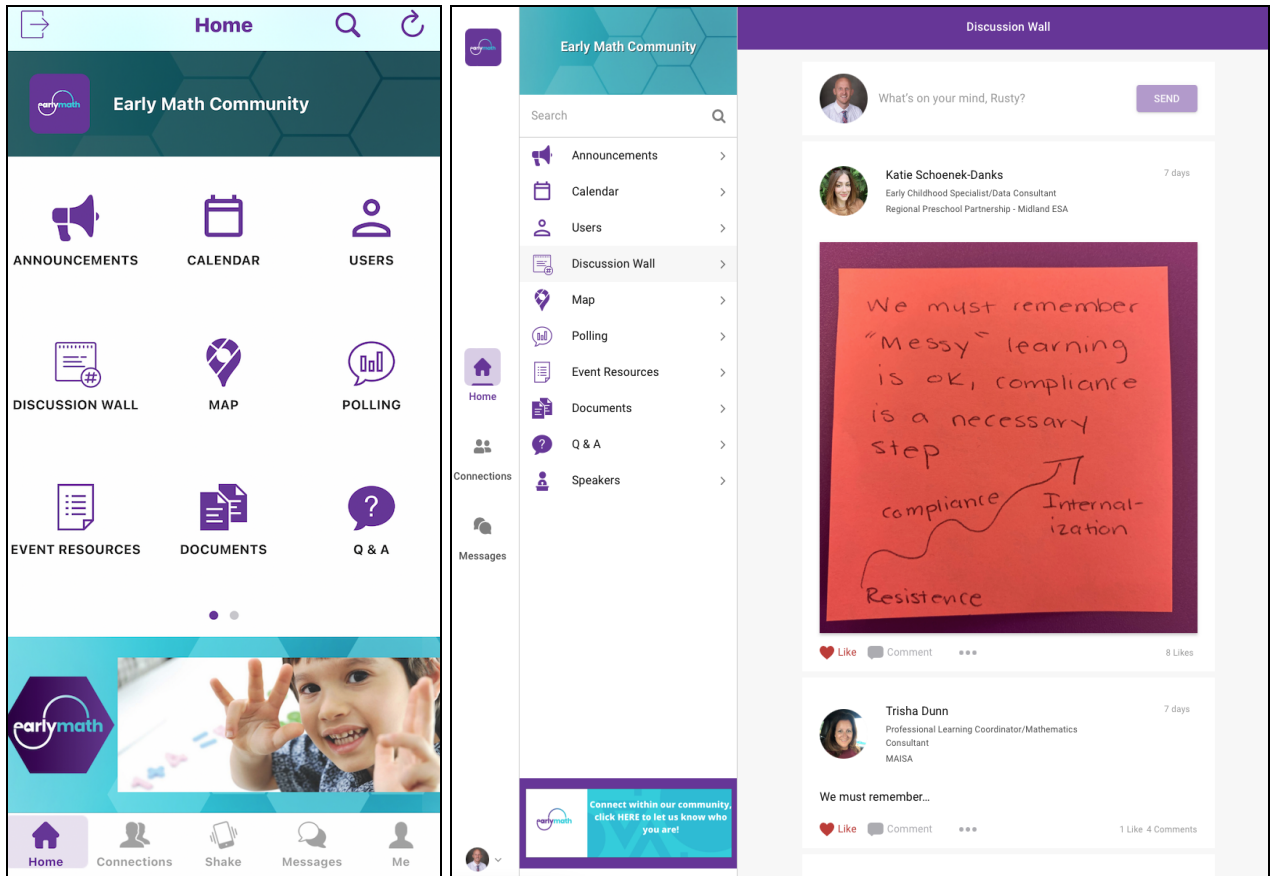 Home
earlymath
Early Math Community
ANNOUNCEMENTS
CALENDAR
USERS
DISCUSSION WALL
#
MAP
POLLING
EVENT RESOURCES
DOCUMENTS
?
Q & A
earlymath
Home
Connections
Shake
Messages
Me
earlymath
Home
Connections
Messages
Early Math Community
Search
Announcements
Calendar
Users
Discussion Wall
#
Map
Polling
Event Resources
Documents
?
Q & A
Speakers
earlymath
Connect within our community,
click HERE to let us know who
you are!
Discussion Wall
What's on your mind, Rusty?
SEND
Katie Schoenek-Danks
7 days
Early Childhood Specialist/Data Consultant
Regional Preschool Partnership - Midland ESA
We must remember
"Messy" learning
is ok, compliance
is a necessary
step
compliance
Internal-
ization
Resistence
Like
Comment
8 Likes
Trisha Dunn
7 days
Professional Learning Coordinator/Mathematics
Consultant
MAISA
We must remember...
Like
Comment
1 Like 4 Comments